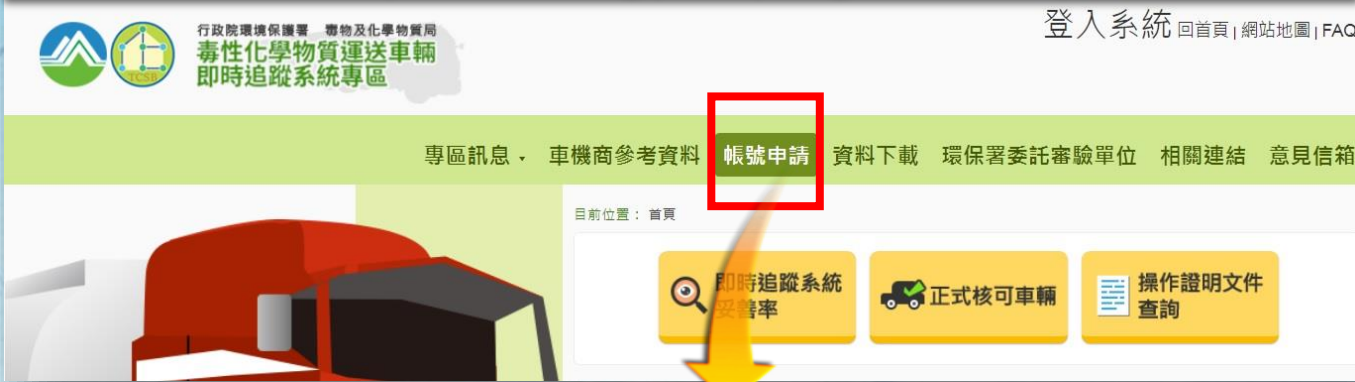 行政院環境保護署 毒物及化學物質局
毒性化學物質運送車輛
即時追蹤系統專區
TCSB
登入系統 回首頁 | 網站地圖 | FAQ
專區訊息 車機商參考資料 帳號申請 資料下載 環保署委託審驗單位 相關連結 意見信箱
目前位置： 首頁
即時追蹤系統
妥善率
正式核可車輛
操作證明文件
查詢